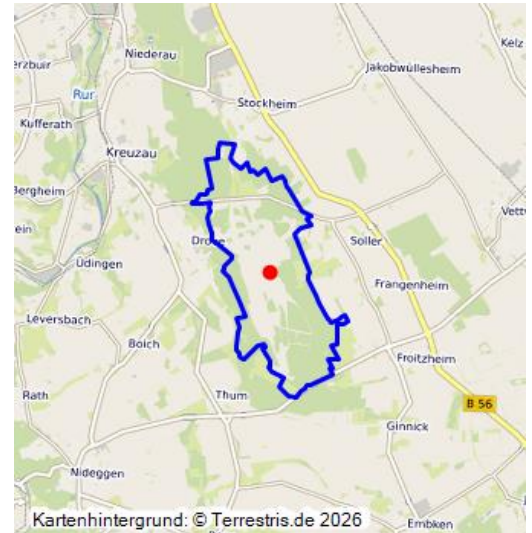 Kelz
Niederau
Jakobwüllesheim
Rur
Stockheim
Kufferath
Kreuzau
Bergheim
Vettw
Soller
Üdingen
Frangenheim
Leversbach
Boich
Froitzheim
Rath
Thum
B 56
Ginnick
Nideggen
Kartenhintergrund: © Terrestris.de 2026
Embken